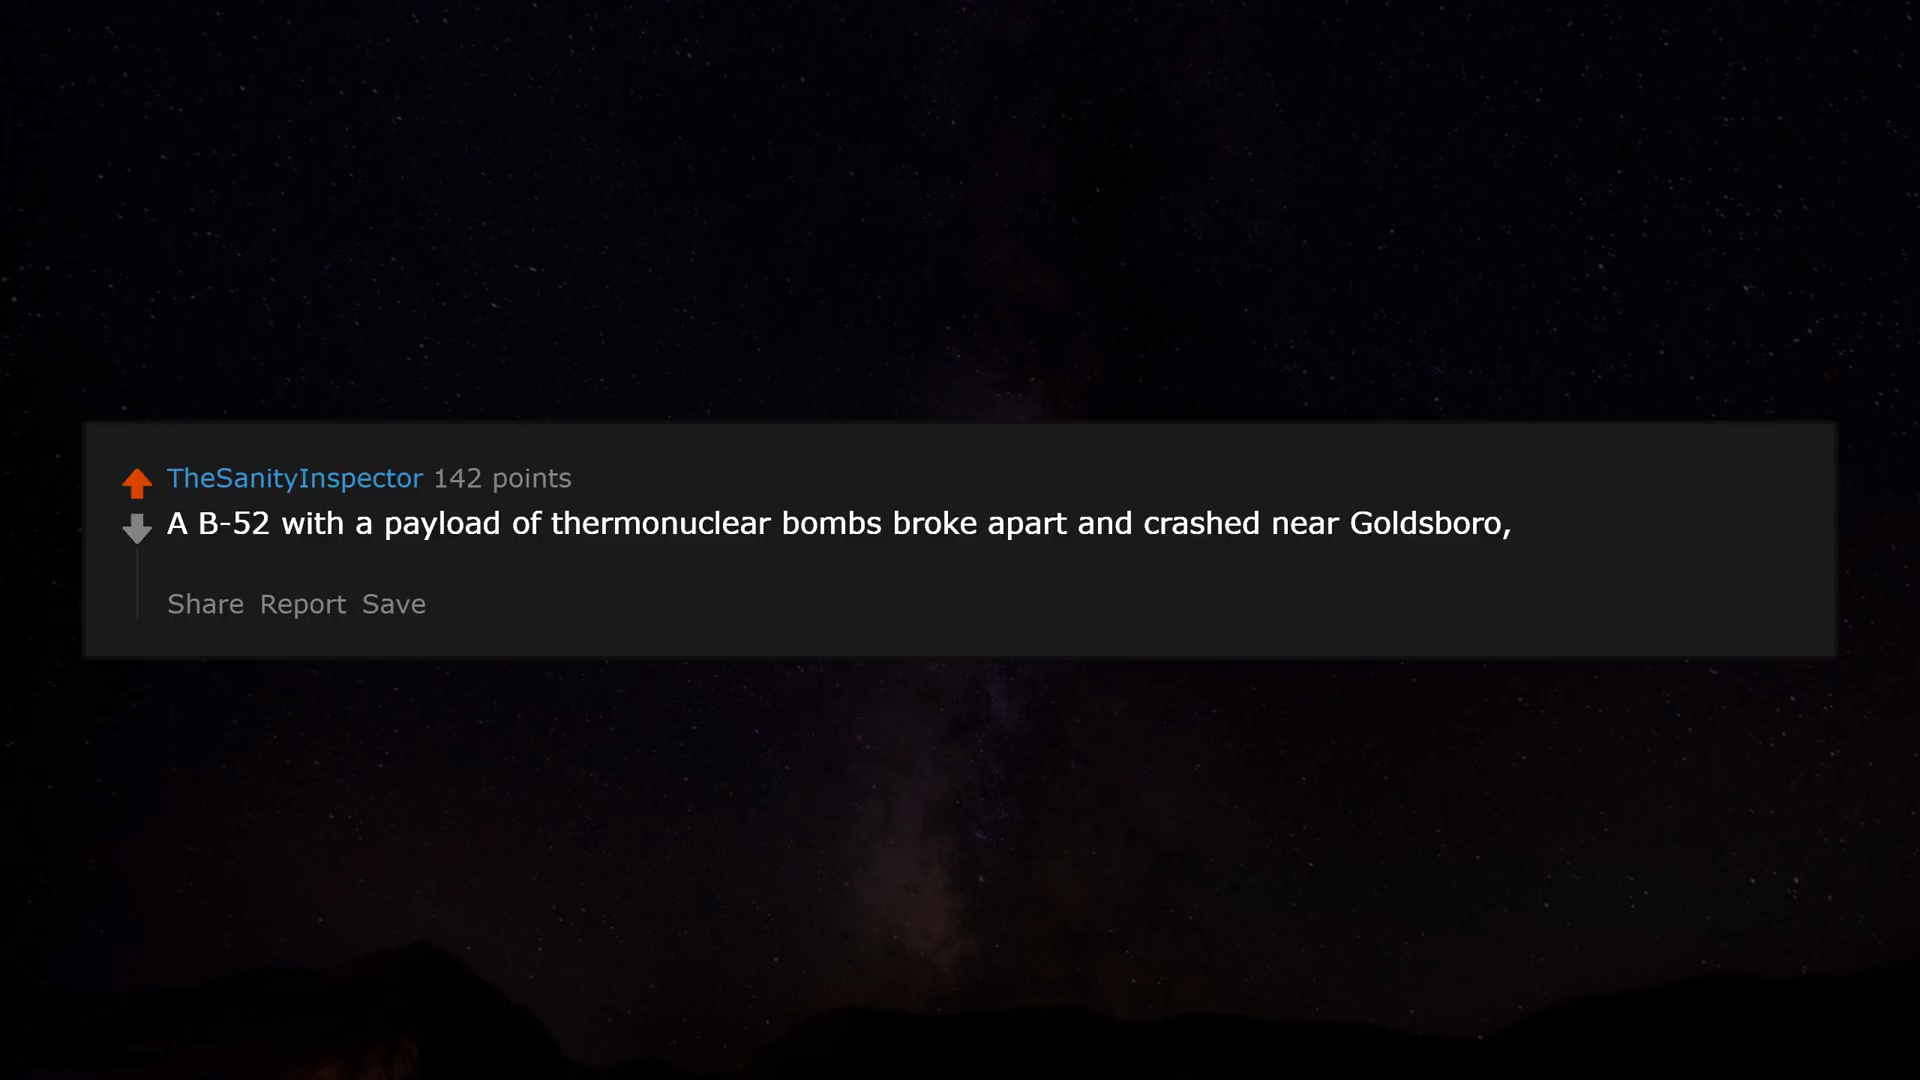 TheSanityInspector 142 points
A B-52 with a payload of thermonuclear bombs broke apart and crashed near Goldsboro,
Share Report Save